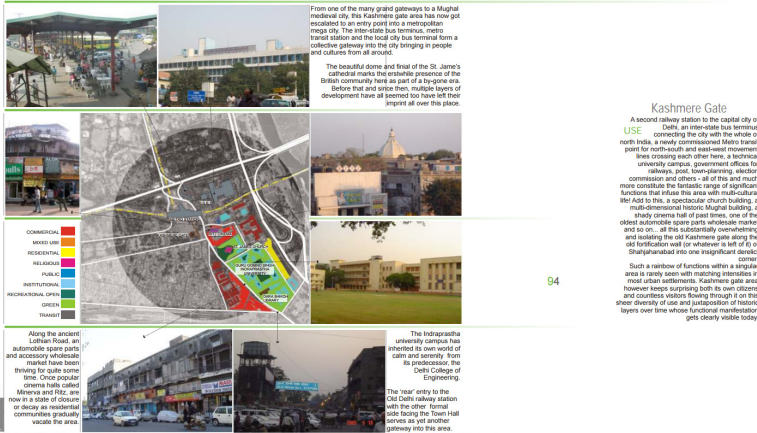 From one of the many grand gateways to a Mughal
medieval city, this Kashmere gate area has now got
escalated to an entry point into a metropolitan
mega city. The inter-state bus terminus, metro
transit station and the local city bus terminal form a
collective gateway into the city bringing in people
and cultures from all around.
The beautiful dome and finial of the St. Jame's
cathedral marks the erstwhile presence of the
British community here as part of a by-gone era.
Before that and since then, multiple layers of
development have all seemed too have left their
imprint all over this place.
COMMERCIAL
MIXED USE
RESIDENTIAL
RELIGIOUS
PUBLIC
INSTITUTIONAL
RECREATIONAL OPEN
GREEN
TRANSIT
ST. JAMES CHURCH
GURU GOBIND SINGH
INDRAPRASTHA
UNIVERSITY
DARA SHIKOH
LIBRARY
Along the ancient
Lothian Road, an
automobile spare parts
and accessory wholesale
market have been
thriving for quite some
time. Once popular
cinema halls called
Minerva and Ritz, are
now in a state of closure
or decay as residential
communities gradually
vacate the area.
The Indraprastha
university campus has
inherited its own world of
calm and serenity from
its predecessor, the
Delhi College of
Engineering.
The 'rear' entry to the
Old Delhi railway station
with the other formal
side facing the Town Hall
serves as yet another
gateway into this area.
94
Kashmere Gate
USE
A second railway station to the capital city o
Delhi, an inter-state bus terminus
connecting the city with the whole o
north India, a newly commissioned Metro transi
point for north-south and east-west movemen
lines crossing each other here, a technica
university campus, government offices fo
railways, post, town-planning, election
commission and others - all of this and much
more constitute the fantastic range of significan
functions that infuse this area with multi-cultura
life! Add to this, a spectacular church building, a
multi-dimensional historic Mughal building, a
shady cinema hall of past times, one of the
oldest automobile spare parts wholesale marke
and so on... all this substantially overwhelming
and isolating the old Kashmere gate along the
old fortification wall (or whatever is left of it) o
Shahjahanabad into one insignificant derelic
corner
Such a rainbow of functions within a singula
area is rarely seen with matching intensities in
most urban settlements. Kashmere gate area
however keeps surprising both its own citizens
and countless visitors flowing through it on this
sheer diversity of use and juxtaposition of historic
layers over time whose functional manifestation
gets clearly visible today